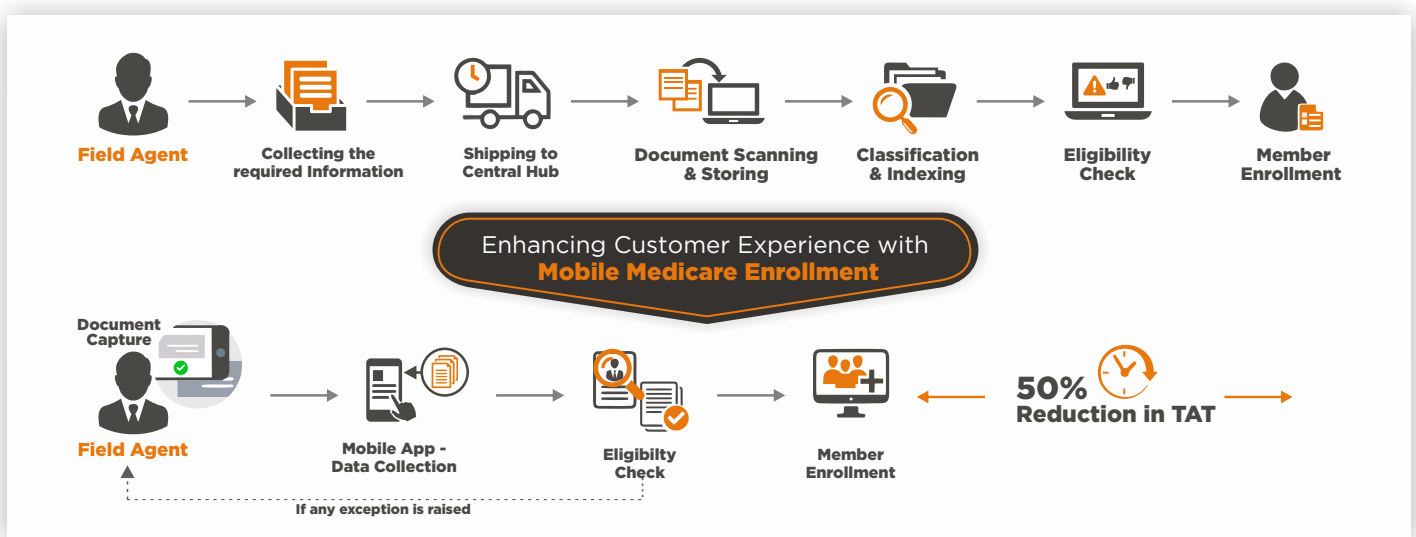 Field Agent
Collecting the
required Information
Shipping to
Central Hub
Document Scanning
& Storing
Classification
& Indexing
Eligibility
Check
Member
Enrollment
Enhancing Customer Experience with
Mobile Medicare Enrollment
Document
Capture
Field Agent
Mobile App -
Data Collection
Eligibilty
Check
Member
Enrollment
50%
Reduction in TAT
If any exception is raised